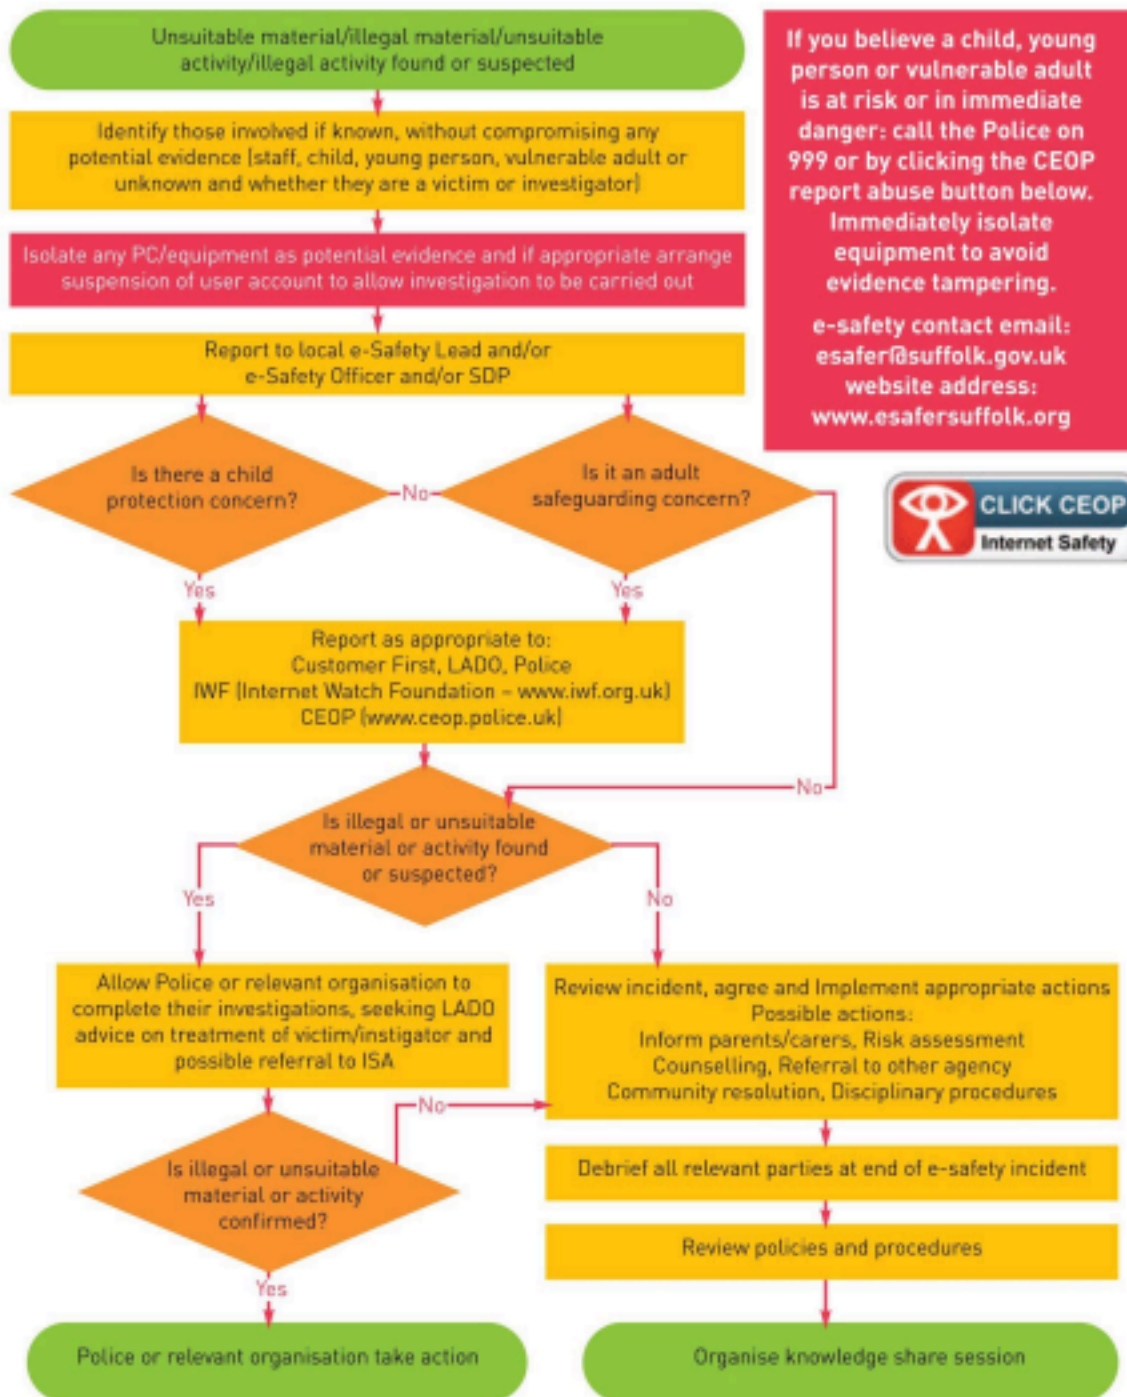 Unsuitable material/illegal material/unsuitable
activity/illegal activity found or suspected
If you believe a child, young
person or vulnerable adult
is at risk or in immediate
danger: call the Police on
999 or by clicking the CEOP
report abuse button below.
Immediately isolate
equipment to avoid
evidence tampering.
e-safety contact email:
esafer@suffolk.gov.uk
website address:
www.esafersuffolk.org
Identify those involved if known, without compromising any
potential evidence (staff, child, young person, vulnerable adult or
unknown and whether they are a victim or investigator)
Isolate any PC/equipment as potential evidence and if appropriate arrange
suspension of user account to allow investigation to be carried out
Report to local e-Safety Lead and/or
e-Safety Officer and/or SDP
Is there a child
protection concern?
No
Is it an adult
safeguarding concern?
CLICK CEOP
Internet Safety
Yes
Yes
Report as appropriate to:
Customer First, LADO, Police
IWF (Internet Watch Foundation – www.iwf.org.uk)
CEOP (www.ceop.police.uk)
No
Is illegal or unsuitable
material or activity found
or suspected?
Yes
No
Allow Police or relevant organisation to
complete their investigations, seeking LADO
advice on treatment of victim/instigator and
possible referral to ISA
Review incident, agree and Implement appropriate actions
Possible actions:
Inform parents/carers, Risk assessment
Counselling, Referral to other agency
Community resolution, Disciplinary procedures
No
Is illegal or unsuitable
material or activity
confirmed?
Debrief all relevant parties at end of e-safety incident
Review policies and procedures
Yes
Police or relevant organisation take action
Organise knowledge share session